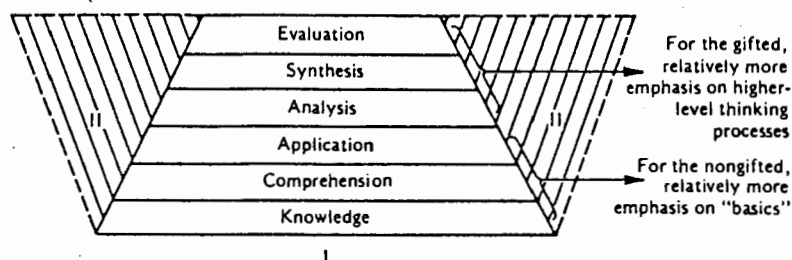 Evaluation
Synthesis
Analysis
Application
Comprehension
Knowledge
II
II
I
For the gifted,
relatively more
emphasis on higher-
level thinking
processes
For the nongifted,
relatively more
emphasis on "basics"